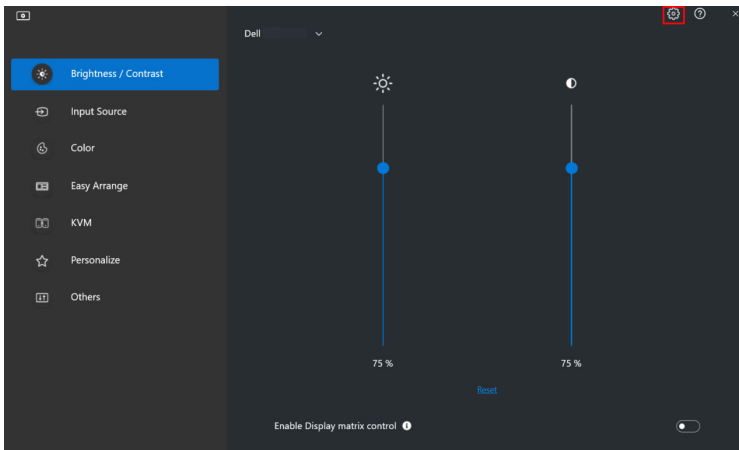 Dell
Brightness / Contrast
Input Source
Color
Easy Arrange
KVM
Personalize
Others
75 %
75 %
Reset
Enable Display matrix control